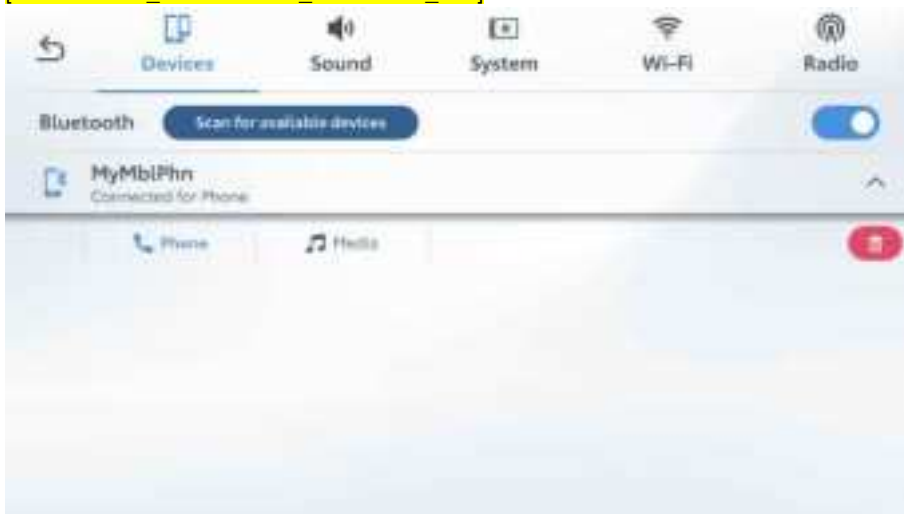 Devices Sound System Wi-Fi Radio
Bluetooth Scan for available devices
MyMblPhn
Connected for Phone
Phone Media